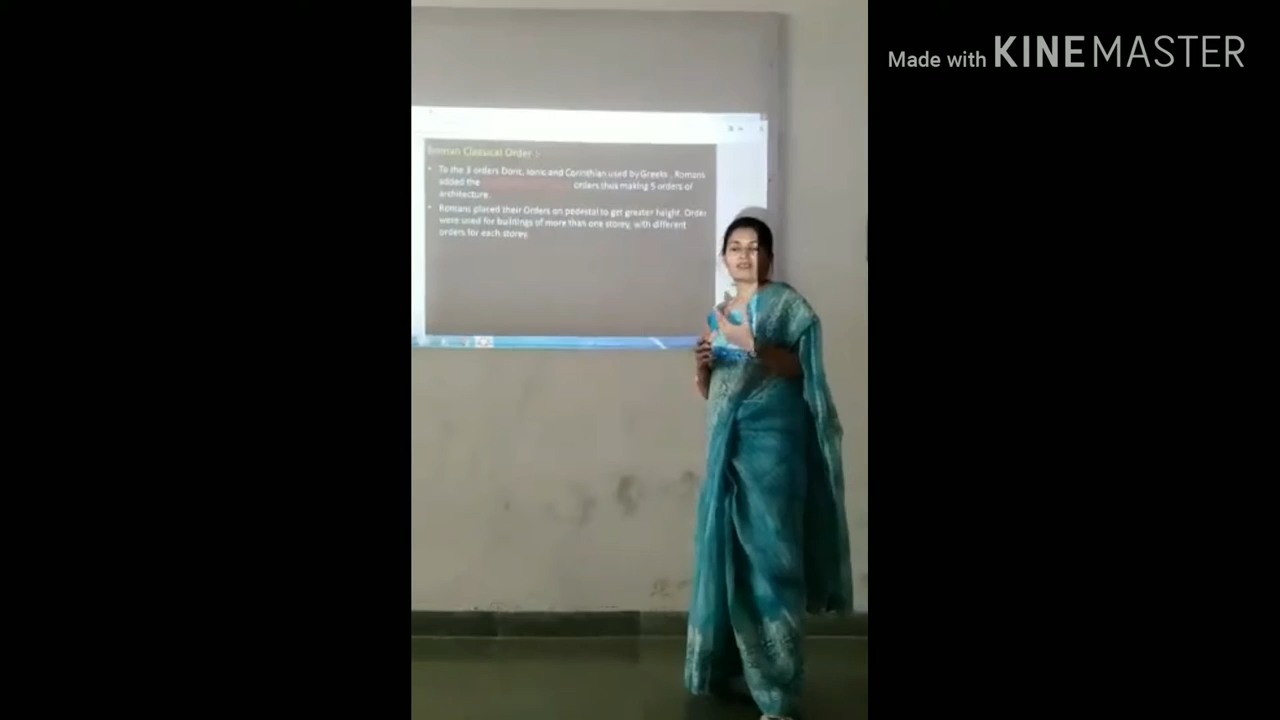 Made with KINEMASTER
Roman Classical Order :
• To the 3 orders Doric, Ionic and Corinthian used by Greeks , Romans
added the orders thus making 5 orders of
architecture.
• Romans placed their Orders on pedestal to get greater height. Order
were used for buildings of more than one storey, with different
orders for each storey.